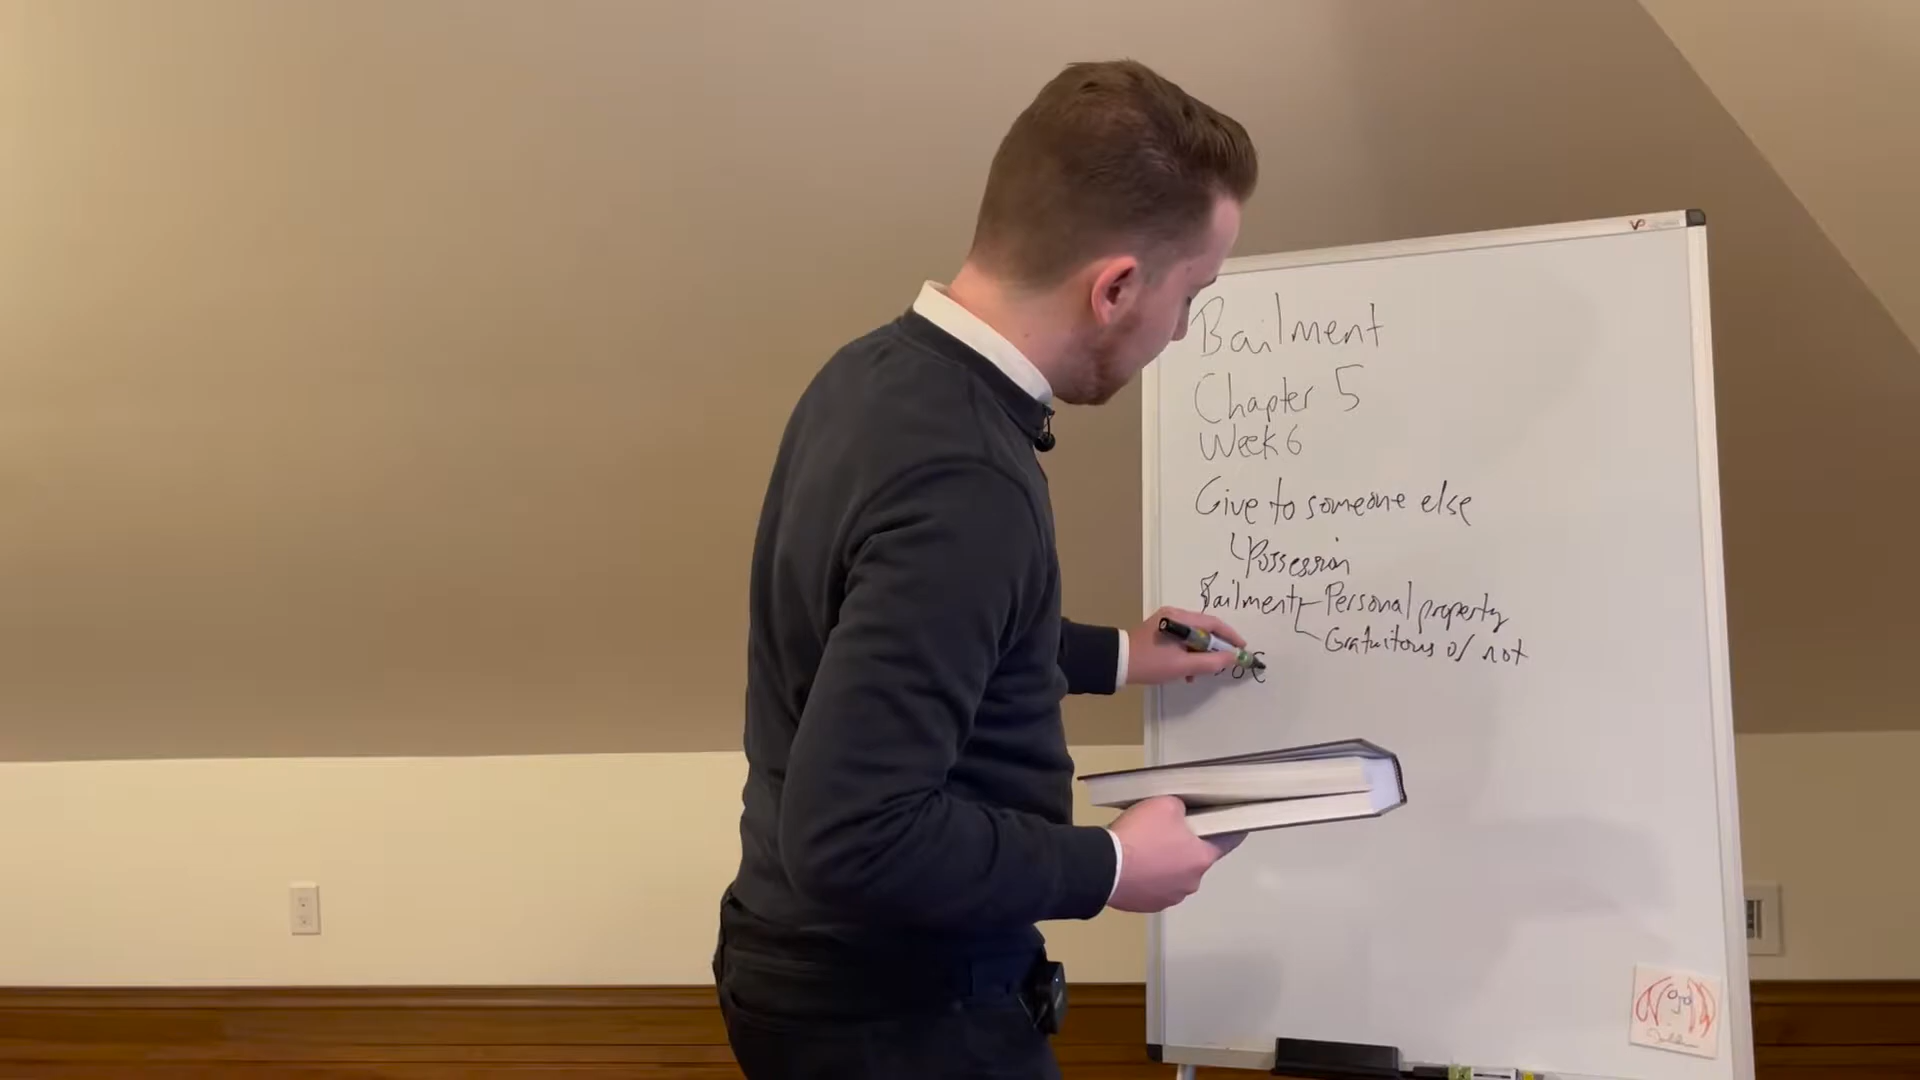 Bailment
Chapter 5
Week 6
Give to someone else
Possession
Bailment Personal property
Gratuitous or not